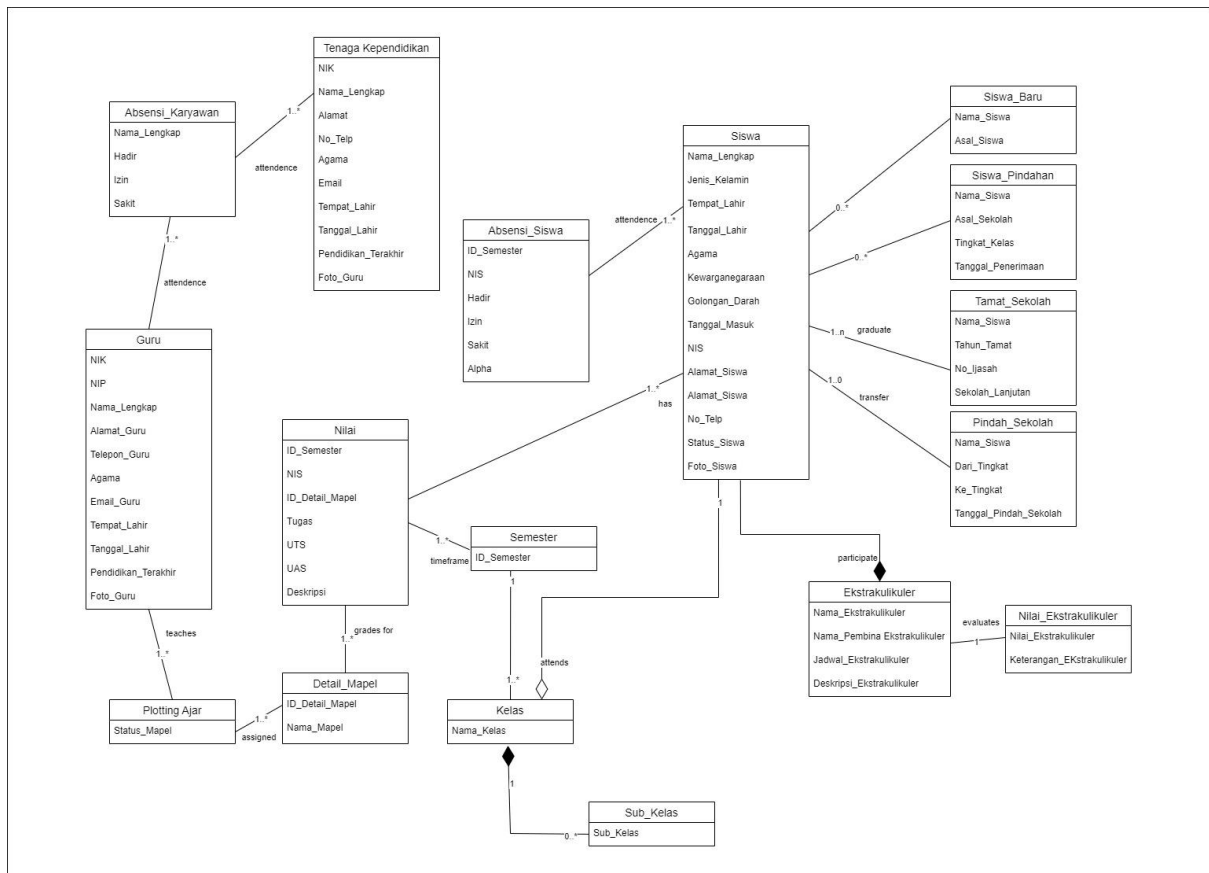 Tenaga Kependidikan
NIK
Nama_Lengkap
Alamat
No_Telp
Agama
Email
Tempat_Lahir
Tanggal_Lahir
Pendidikan_Terakhir
Foto_Guru
1..*
attendence
Absensi_Karyawan
Nama_Lengkap
Hadir
Izin
Sakit
1..*
attendence
Guru
NIK
NIP
Nama_Lengkap
Alamat_Guru
Telepon_Guru
Agama
Email_Guru
Tempat_Lahir
Tanggal_Lahir
Pendidikan_Terakhir
Foto_Guru
teaches
1..*
Plotting Ajar
Status_Mapel
1..*
assigned
Detail_Mapel
ID_Detail_Mapel
Nama_Mapel
1..*
grades for
Nilai
ID_Semester
NIS
ID_Detail_Mapel
Tugas
UTS
UAS
Deskripsi
1..*
has
1..*
timeframe
Semester
ID_Semester
1
1..*
Absensi_Siswa
ID_Semester
NIS
Hadir
Izin
Sakit
Alpha
attendence
1..*
Siswa
Nama_Lengkap
Jenis_Kelamin
Tempat_Lahir
Tanggal_Lahir
Agama
Kewarganegaraan
Golongan_Darah
Tanggal_Masuk
NIS
Alamat_Siswa
Alamat_Siswa
No_Telp
Status_Siswa
Foto_Siswa
1
attends
Kelas
Nama_Kelas
1
0..*
Sub_Kelas
Sub_Kelas
Siswa_Baru
Nama_Siswa
Asal_Siswa
0..*
Siswa_Pindahan
Nama_Siswa
Asal_Sekolah
Tingkat_Kelas
Tanggal_Penerimaan
0..*
Tamat_Sekolah
Nama_Siswa
Tahun_Tamat
No_Ijasah
Sekolah_Lanjutan
1..n
graduate
Pindah_Sekolah
Nama_Siswa
Dari_Tingkat
Ke_Tingkat
Tanggal_Pindah_Sekolah
1..0
transfer
participate
Ekstrakulikuler
Nama_Ekstrakulikuler
Nama_Pembina Ekstrakulikuler
Jadwal_Ekstrakulikuler
Deskripsi_Ekstrakulikuler
evaluates
1
Nilai_Ekstrakulikuler
Nilai_Ekstrakulikuler
Keterangan_EKstrakulikuler